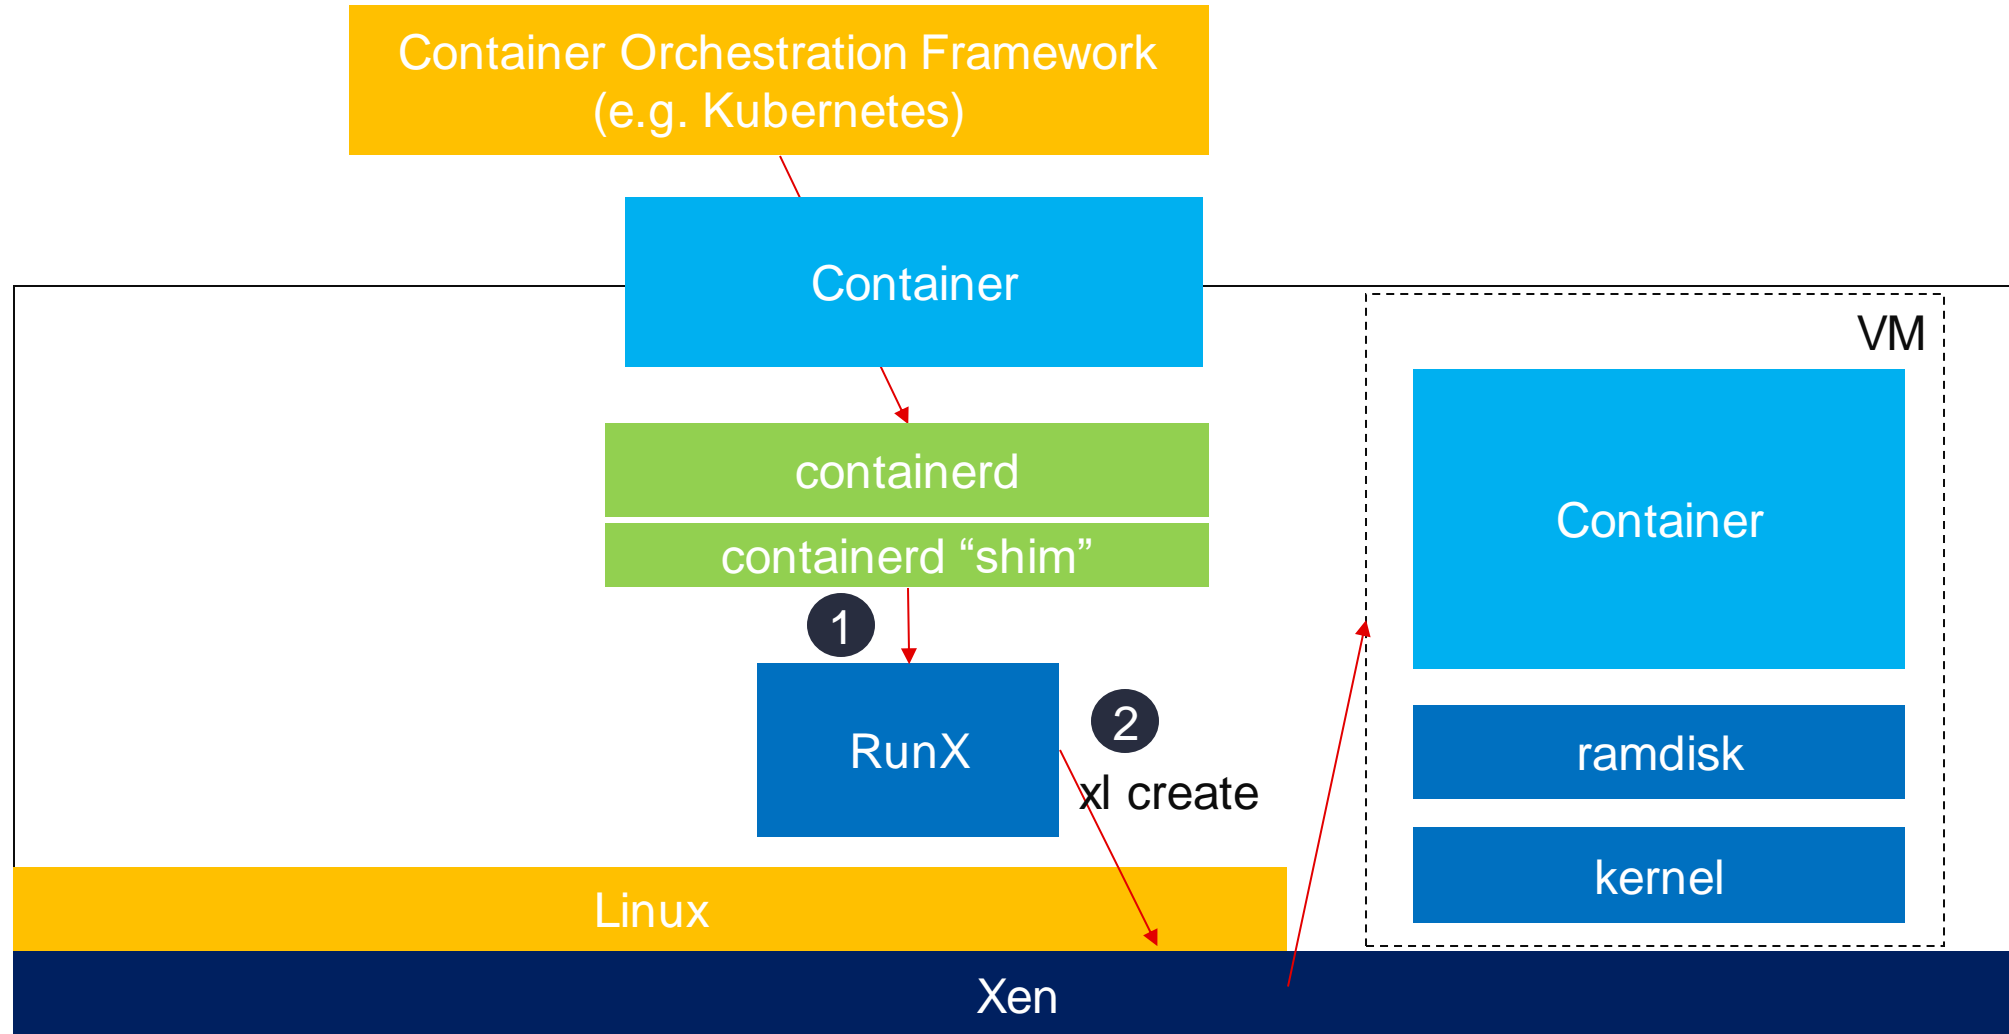 Container Orchestration Framework
(e.g. Kubernetes)
Container
VM
containerd
containerd “shim”
Container
1
RunX
2
xl create
ramdisk
kernel
Linux
Xen